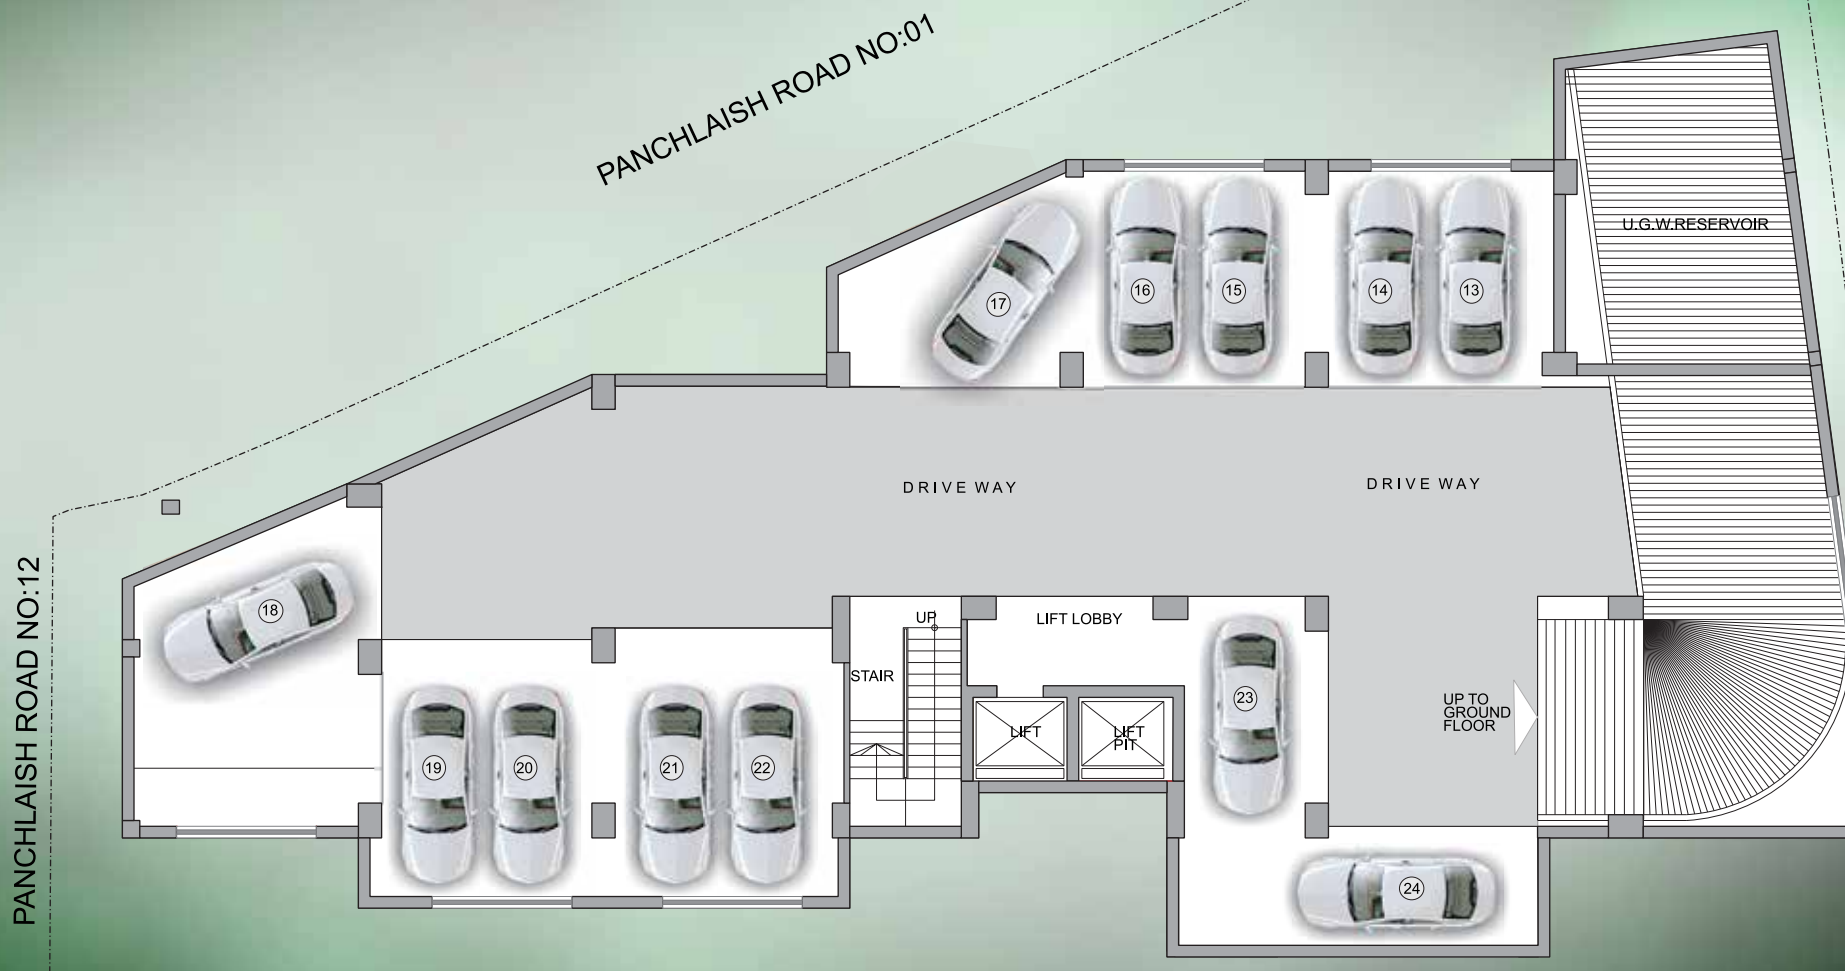 PANCHLAISH ROAD NO:01
U.G.W.RESERVOIR
17
16
15
14
13
DRIVE WAY
DRIVE WAY
PANCHLAISH ROAD NO:12
18
UP
LIFT LOBBY
STAIR
23
UP TO
GROUND
FLOOR
LIFT
LIFT
PIT
19
20
21
22
24